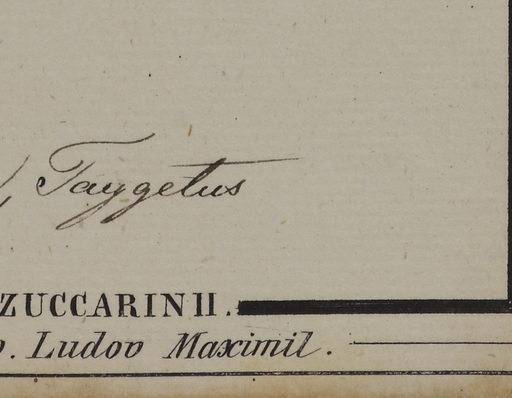 Taygetus
ZUCCARINII.
. Ludov Maximil.